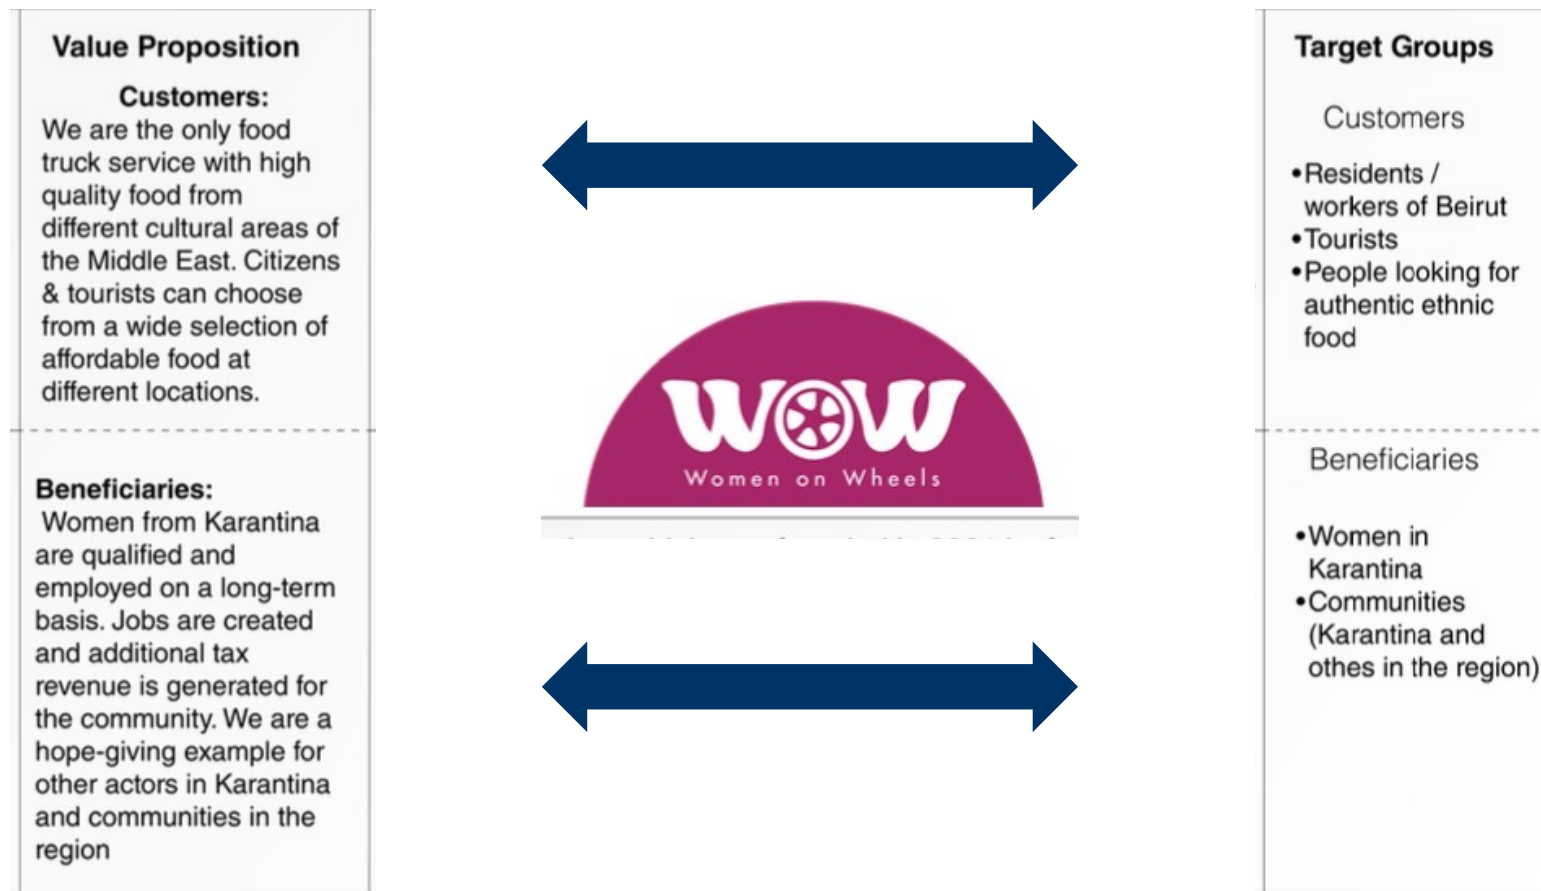 Value Proposition
Customers:
We are the only food
truck service with high
quality food from
different cultural areas of
the Middle East. Citizens
& tourists can choose
from a wide selection of
affordable food at
different locations.
Beneficiaries:
Women from Karantina
are qualified and
employed on a long-term
basis. Jobs are created
and additional tax
revenue is generated for
the community. We are a
hope-giving example for
other actors in Karantina
and communities in the
region
WOW
Women on Wheels
Target Groups
Customers
•Residents /
workers of Beirut
•Tourists
•People looking for
authentic ethnic
food
Beneficiaries
•Women in
Karantina
•Communities
(Karantina and
othes in the region)